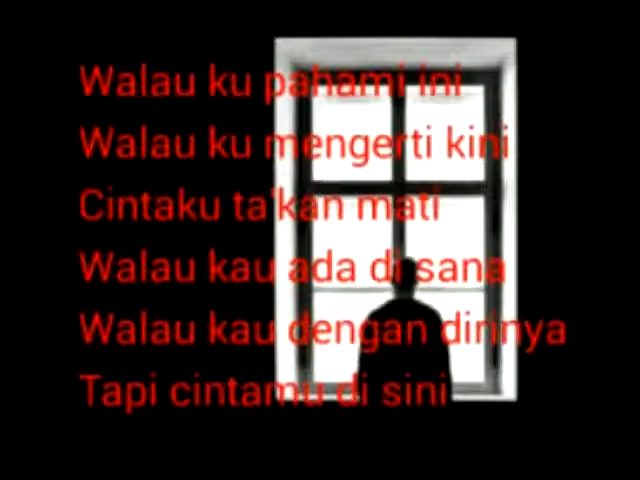 Walau ku pahami ini
Walau ku mengerti kini
Cintaku ta'kan mati
Walau kau ada di sana
Walau kau dengan dirinya
Tapi cintamu di sini